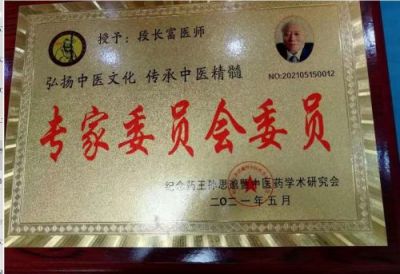 授予：段长富医师
弘扬中医文化 传承中医精髓
NO:202105150012
专家委员会委员
纪念药王孙思邈暨中医药学术研究会
二〇二一年五月